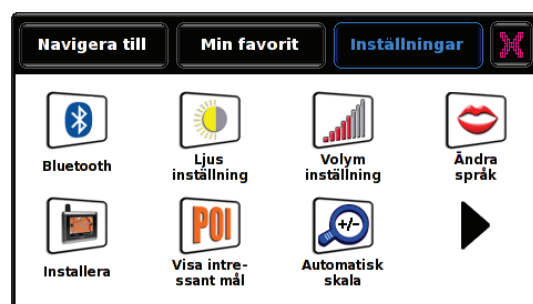 Navigera till
Min favorit
Inställningar
Bluetooth
Ljus
inställning
Volym
inställning
Ändra
språk
Installera
POI
Visa intre-
ssant mål
+/-
Automatisk
skala